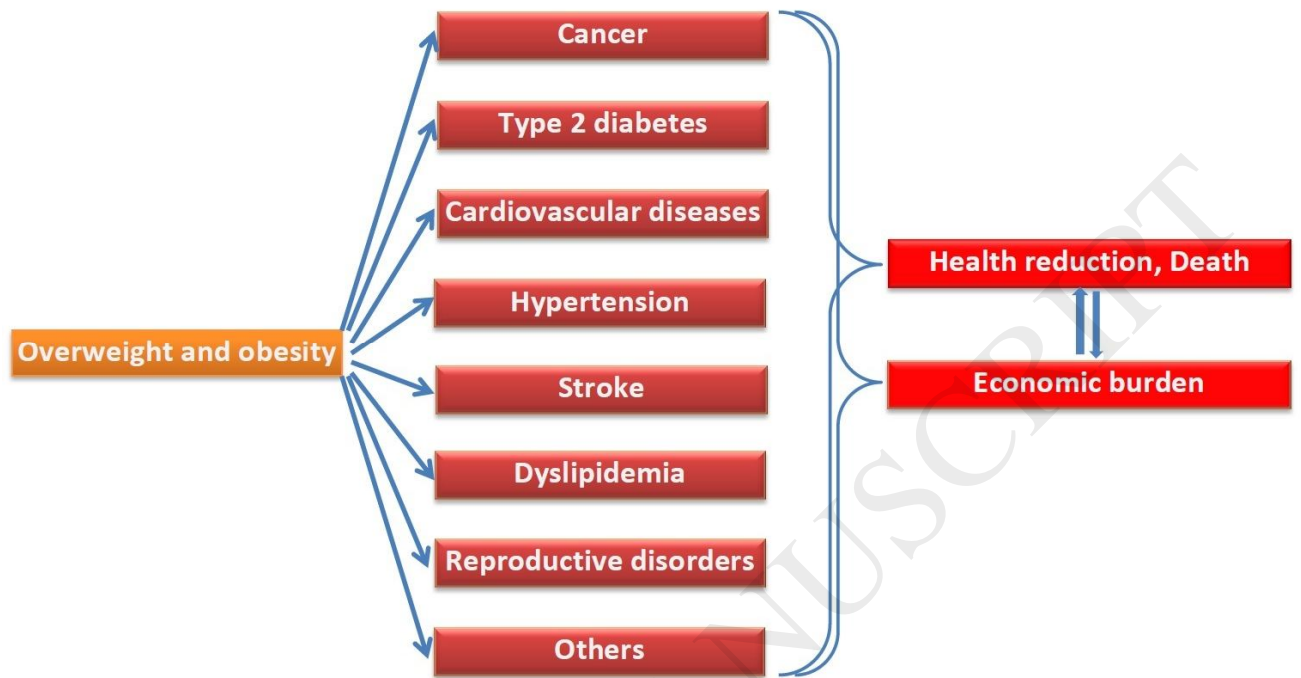 Cancer
Type 2 diabetes
Cardiovascular diseases
Hypertension
Overweight and obesity
Stroke
Dyslipidemia
Reproductive disorders
Others
Health reduction, Death
Economic burden
NUSCRIPT